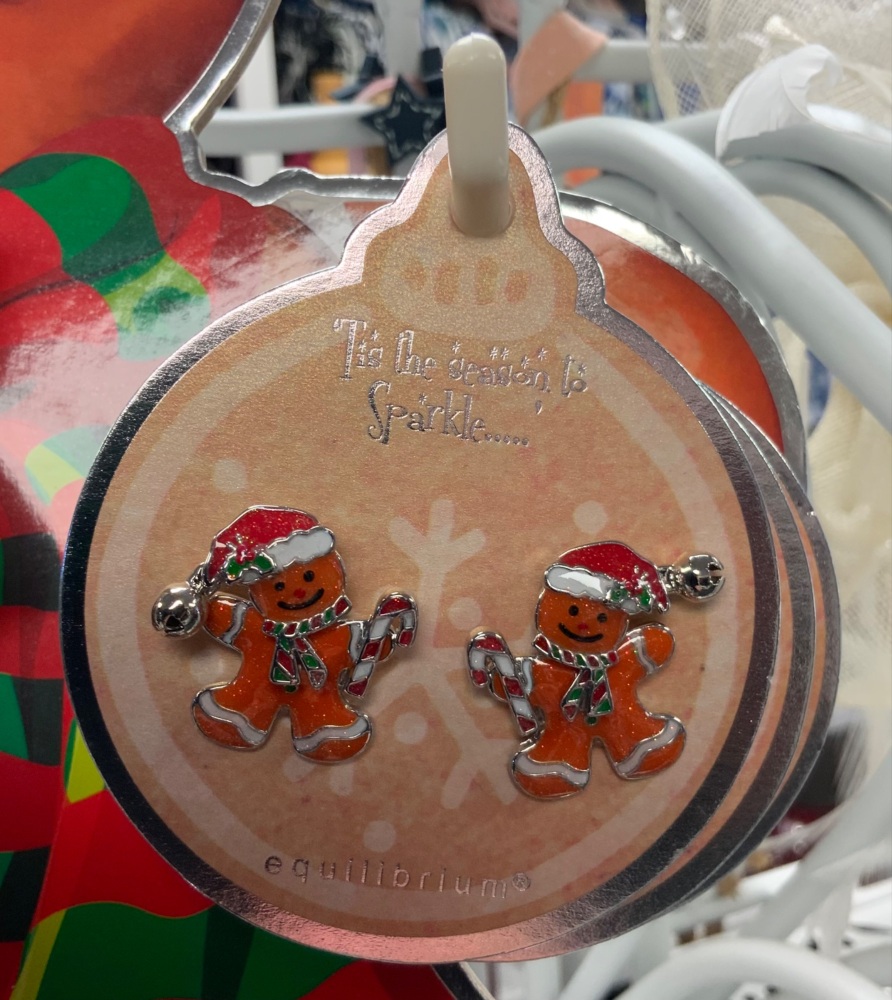 'Tis the season to
Sparkle.....'
equilibrium®